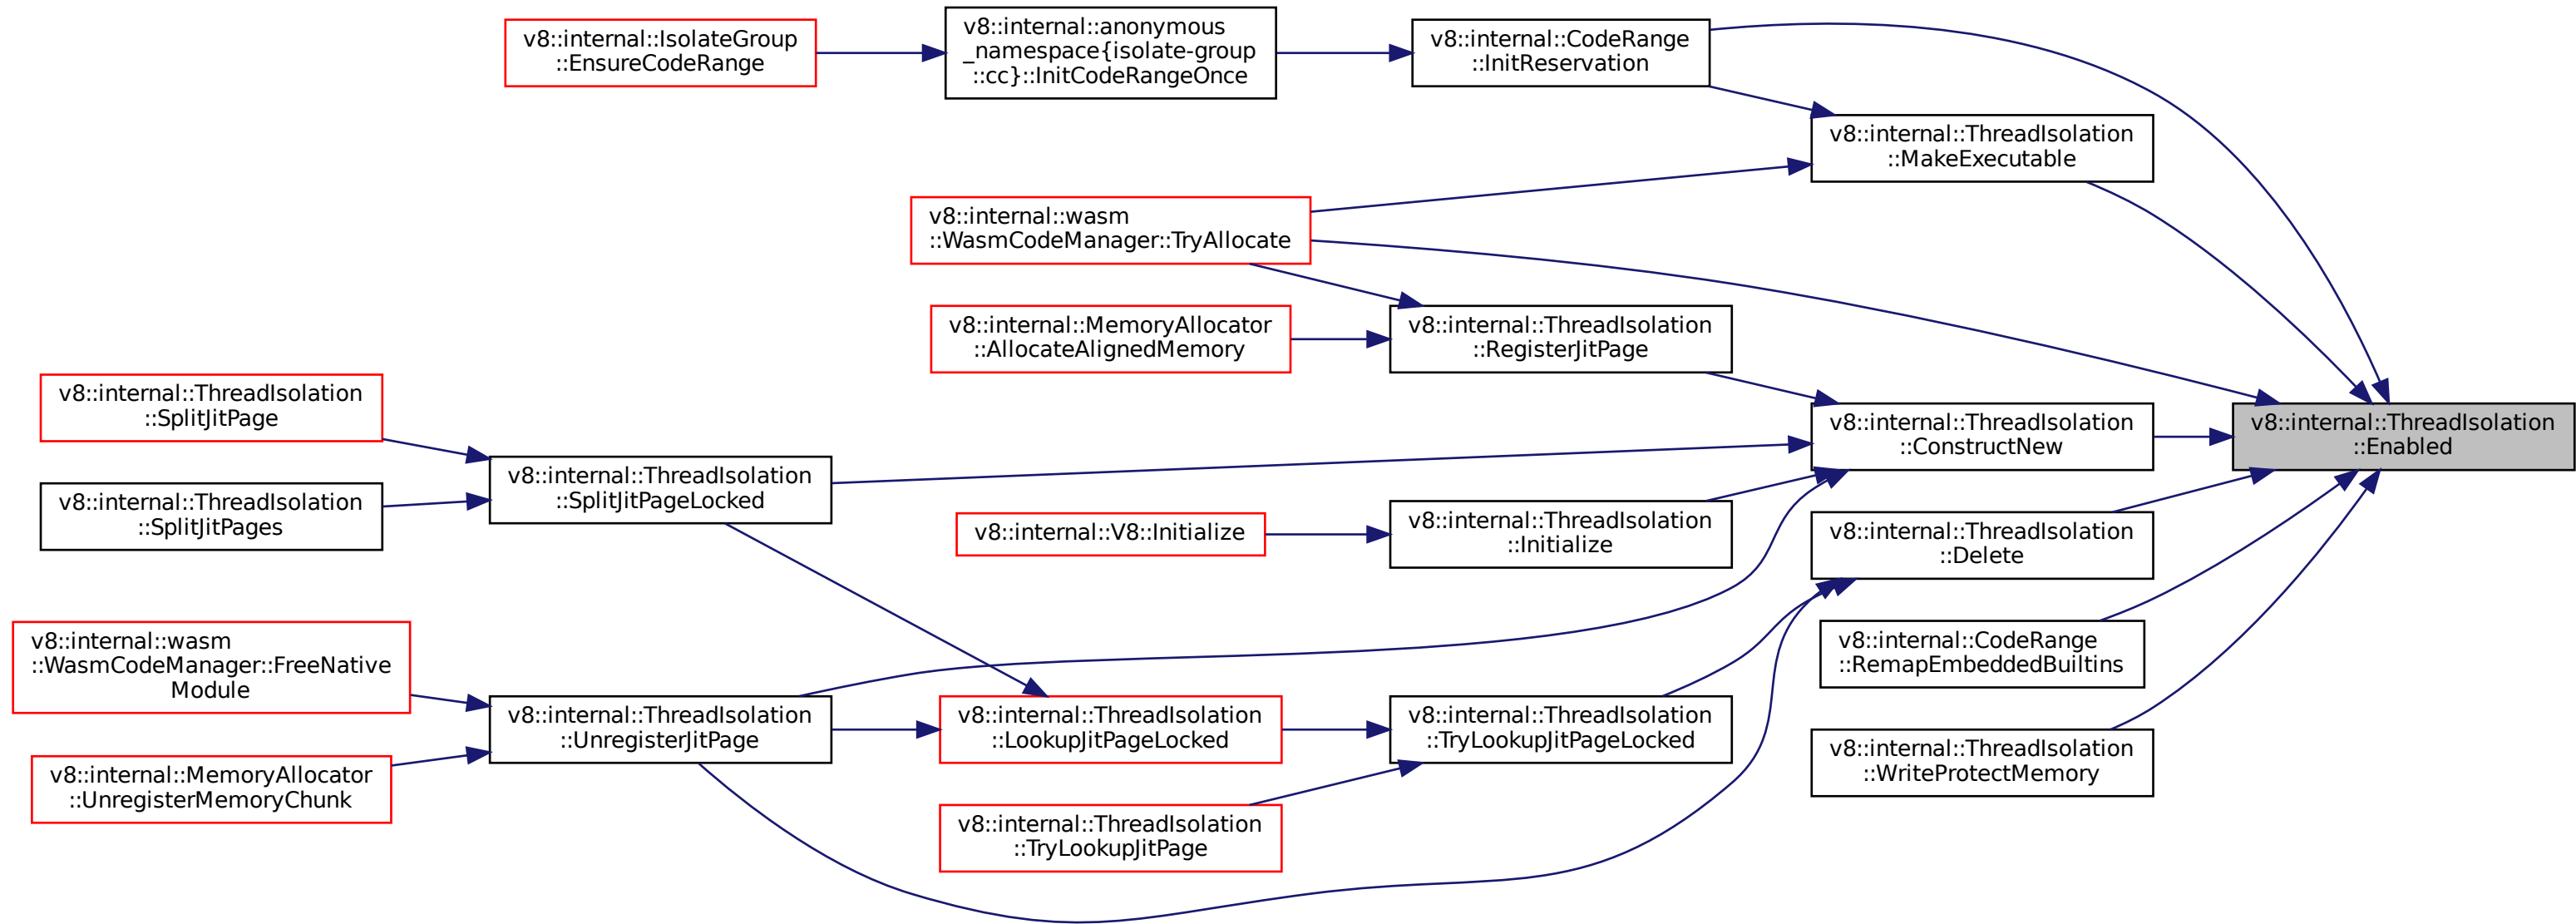 v8::internal::IsolateGroup
::EnsureCodeRange
v8::internal::anonymous
_namespace{isolate-group
::cc}::InitCodeRangeOnce
v8::internal::CodeRange
::InitReservation
v8::internal::ThreadIsolation
::MakeExecutable
v8::internal::wasm
::WasmCodeManager::TryAllocate
v8::internal::MemoryAllocator
::AllocateAlignedMemory
v8::internal::ThreadIsolation
::RegisterJitPage
v8::internal::ThreadIsolation
::SplitJitPage
v8::internal::ThreadIsolation
::ConstructNew
v8::internal::ThreadIsolation
::Enabled
v8::internal::ThreadIsolation
::SplitJitPageLocked
v8::internal::ThreadIsolation
::SplitJitPages
v8::internal::V8::Initialize
v8::internal::ThreadIsolation
::Initialize
v8::internal::ThreadIsolation
::Delete
v8::internal::wasm
::WasmCodeManager::FreeNative
Module
v8::internal::CodeRange
::RemapEmbeddedBuiltins
v8::internal::ThreadIsolation
::UnregisterJitPage
v8::internal::ThreadIsolation
::LookupJitPageLocked
v8::internal::ThreadIsolation
::TryLookupJitPageLocked
v8::internal::ThreadIsolation
::WriteProtectMemory
v8::internal::MemoryAllocator
::UnregisterMemoryChunk
v8::internal::ThreadIsolation
::TryLookupJitPage